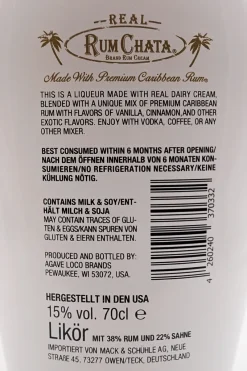 REAL
RUMCHATA®
BRAND RUM CREAM
Made With Premium Caribbean Rum®
THIS IS A LIQUEUR MADE WITH REAL DAIRY CREAM,
BLENDED WITH A UNIQUE MIX OF PREMIUM CARIBBEAN
RUM WITH FLAVORS OF VANILLA, CINNAMON,AND OTHER
EXOTIC FLAVORS. ENJOY WITH VODKA, COFFEE, OR ANY
OTHER MIXER.
BEST CONSUMED WITHIN 6 MONTHS AFTER OPENING/
NACH DEM ÖFFNEN INNERHALB VON 6 MONATEN KON-
SUMIEREN/NO REFRIGERATION NECESSARY/KEINE
KÜHLUNG NÖTIG.
CONTAINS MILK & SOY/ENT-
HÄLT MILCH & SOJA
MAY CONTAIN TRACES OF GLU-
TEN & EGGS/KANN SPUREN VON
GLUTEN & EIERN ENTHALTEN.
PRODUCED AND BOTTLED BY:
AGAVE LOCO BRANDS
PEWAUKEE, WI 53072, USA.
4 260240 370332
HERGESTELLT IN DEN USA
15% vol. 70cl e
Likör MIT 38% RUM UND 22% SAHNE
IMPORTIERT VON MACK & SCHÜHLE AG, NEUE
STRAẞE 45, 73277 OWEN/TECK, DEUTSCHLAND